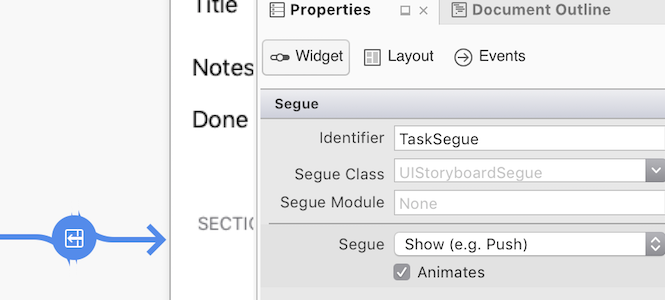 Title
Notes
Done
Properties
Document Outline
Widget
Layout
Events
Segue
Identifier TaskSegue
Segue Class UIStoryboardSegue
Segue Module None
Segue Show (e.g. Push)
Animates